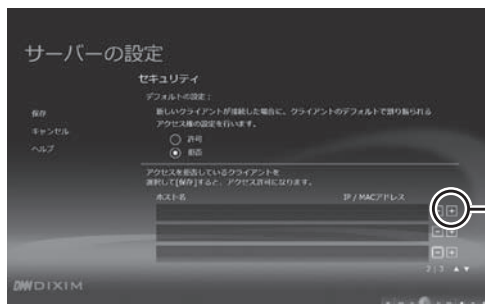 サーバーの設定
セキュリティ
デフォルトの設定：
保存
新しいクライアントが接続した場合に、クライアントのデフォルトで割り振られる
アクセス権の設定を行います。
キャンセル
許可
ヘルプ
拒否
アクセスを拒否しているクライアントを
選択して[保存]すると、アクセス許可になります。
ホスト名 IP / MACアドレス
- +
- +
- +
2 | 3 ▲ ▼
DiXiM